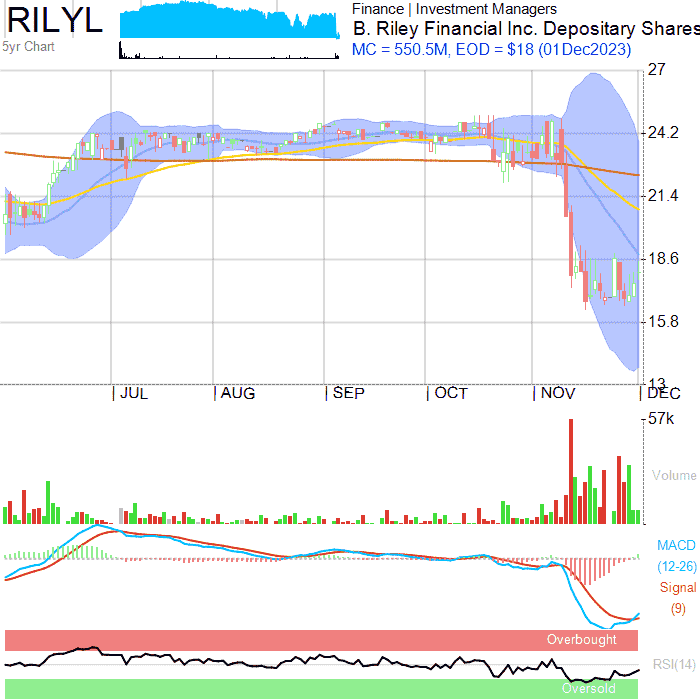 RILYL
5yr Chart
Finance | Investment Managers
B. Riley Financial Inc. Depositary Shares
MC = 550.5M, EOD = $18 (01Dec2023)
27
24.2
21.4
18.6
15.8
13
JUL AUG SEP OCT NOV DEC
57k
Volume
MACD
(12-26)
Signal
(9)
Overbought
RSI(14)
Oversold